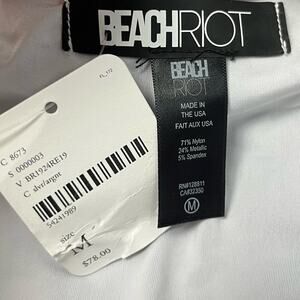 BEACHRIOT
BEACH
RIOT
MADE IN
THE USA
FAIT AUX USA
71% Nylon
24% Metallic
5% Spandex
RN#128811
CA#32350
M
C. 8673
S 0000003
V BR1924RE19
C dvr/argnt
54241989
size
M
$78.00